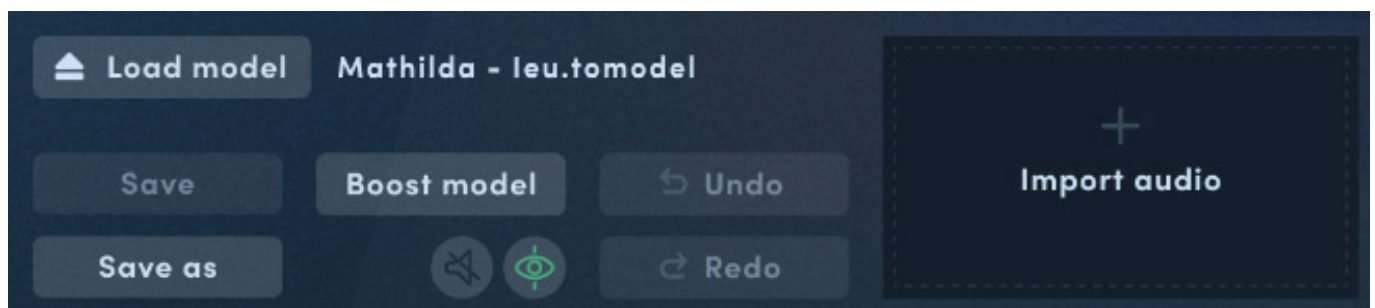 Load model
Mathilda - leu.tomodel
Save
Boost model
Undo
Import audio
Save as
Redo